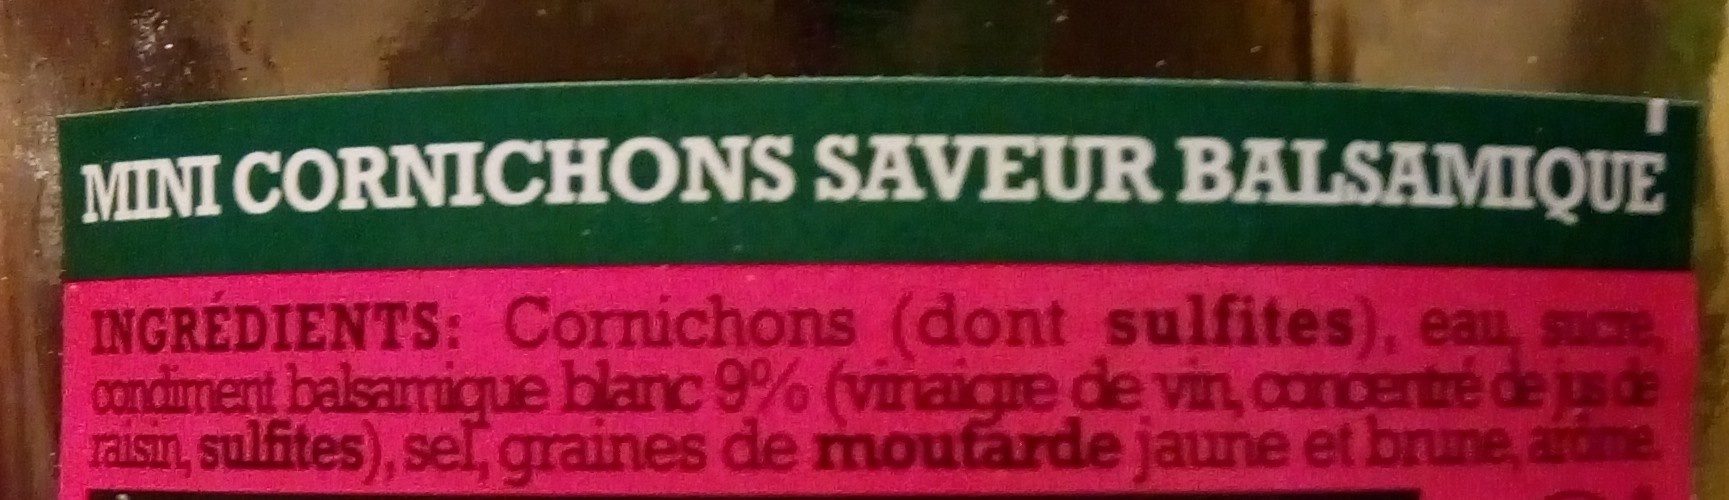 MINI CORNICHONS SAVEUR BALSAMIQUE
INGRÉDIENTS: Cornichons (dont sulfites), eau, sucre,
condiment balsamique blanc 9% (vinaigre de vin, concentré de jus de
raisin, sulfites), sel, graines de moutarde jaune et brune, arôme.